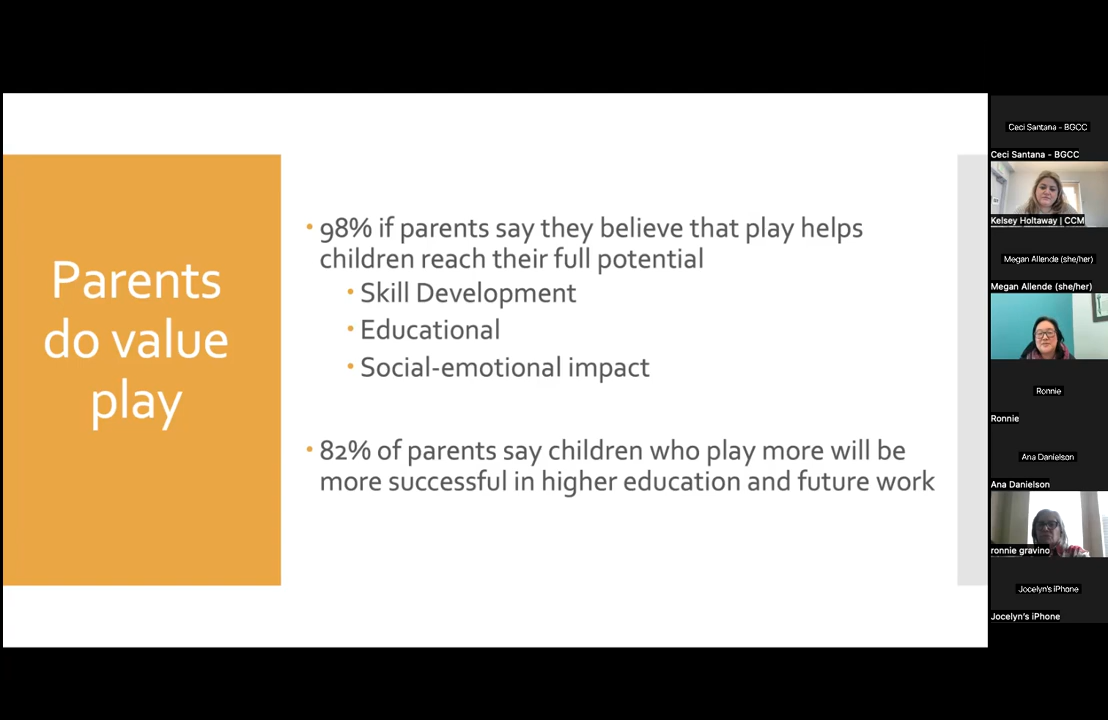 Parents
do value
play
98% if parents say they believe that play helps
children reach their full potential
Skill Development
Educational
Social-emotional impact
82% of parents say children who play more will be
more successful in higher education and future work
Ceci Santana - BGCC
Ceci Santana - BGCC
Kelsey Holtaway | CCM
Megan Allende (she/her)
Megan Allende (she/her)
Ronnie
Ronnie
Ana Danielson
Ana Danielson
ronnie gravino
Jocelyn's iPhone
Jocelyn's iPhone